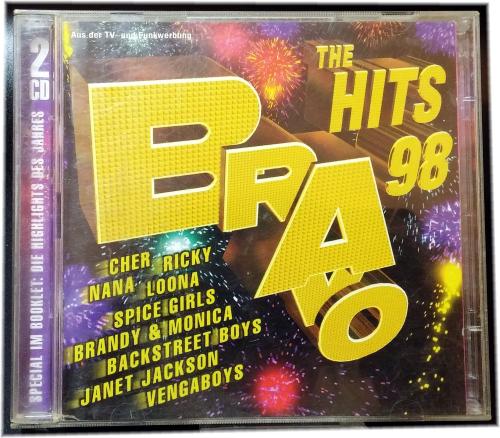 Aus der TV- und Funkwerbung
2
CD
SPECIAL IM BOOKLET: DIE HIGHLIGHTS DES JAHRES
THE
HITS
98
BRAVO
CHER RICKY
NANA LOONA
SPICE GIRLS
BRANDY & MONICA
BACKSTREET BOYS
JANET JACKSON
VENGABOYS